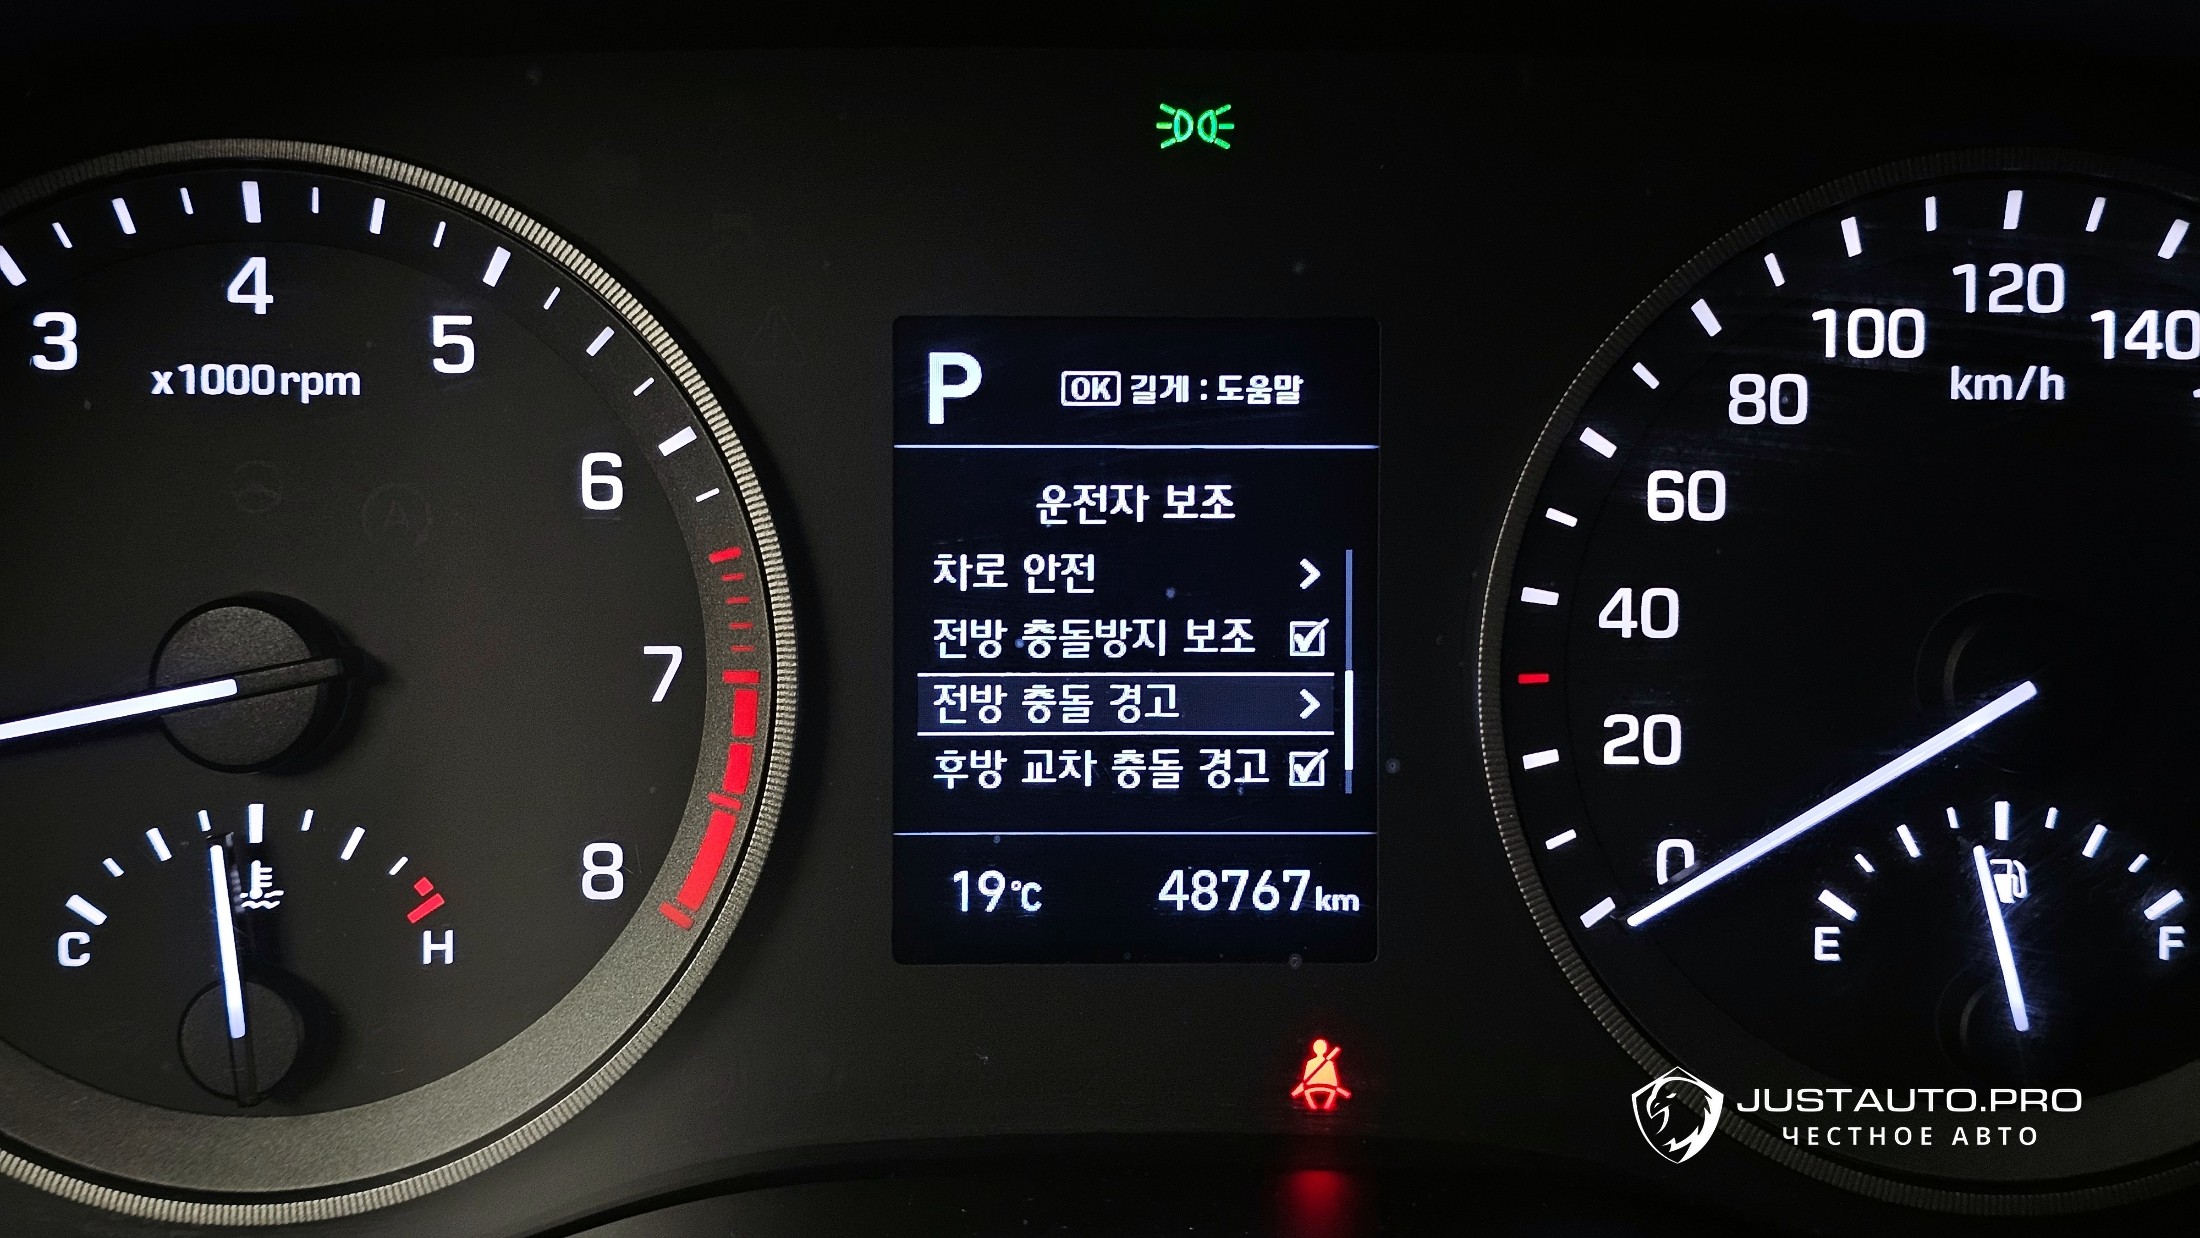 3
4
5
x1000rpm
6
7
8
C
H
P
OK 길게 : 도움말
운전자 보조
차로 안전
전방 충돌방지 보조
전방 충돌 경고
후방 교차 충돌 경고
19°C
48767km
0
20
40
60
80
100
120
140
km/h
E
F
JUSTAUTO.PRO
ЧЕСТНОЕ АВТО